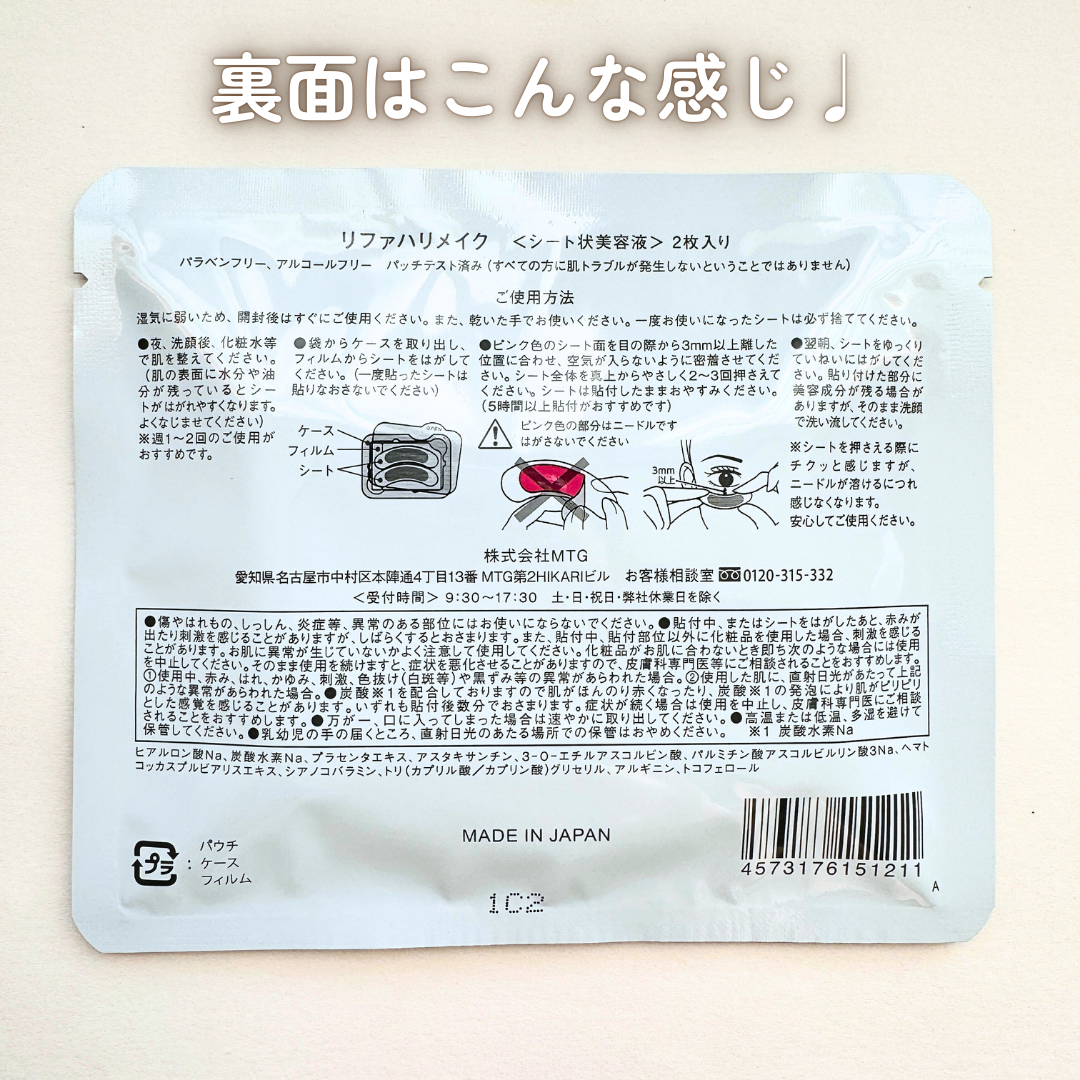 裏面はこんな感じ♩
リファハリメイク ＜シート状美容液＞ 2枚入り
パラベンフリー、アルコールフリー パッチテスト済み（すべての方に肌トラブルが発生しないということではありません）
ご使用方法
湿気に弱いため、開封後はすぐにご使用ください。また、乾いた手でお使いください。一度お使いになったシートは必ず捨ててください。
●夜、洗顔後、化粧水等
で肌を整えてください。
（肌の表面に水分や油
分が残っているとシー
トがはがれやすくなります。
よくなじませてください）
※週1〜2回のご使用が
おすすめです。
●袋からケースを取り出し、
フィルムからシートをはがして
ください。（一度貼ったシートは
貼りなおさないでください）
ケース
フィルム
シート
OPEN
●ピンク色のシート面を目の際から3mm以上離した
位置に合わせ、空気が入らないように密着させてくだ
さい。シート全体を真上からやさしく2〜3回押さえて
ください。シートは貼付したままおやすみください。
（5時間以上貼付がおすすめです）
ピンク色の部分はニードルです
はがさないでください
3mm
以上
●翌朝、シートをゆっくり
ていねいにはがしてくだ
さい。貼り付けた部分に
美容成分が残る場合が
ありますが、そのまま洗顔
で洗い流してください。
※シートを押さえる際に
チクッと感じますが、
ニードルが溶けるにつれ
感じなくなります。
安心してご使用ください。
株式会社MTG
愛知県名古屋市中村区本陣通4丁目13番 MTG第2HIKARIビル お客様相談室 0120-315-332
＜受付時間＞ 9:30〜17:30 土・日・祝日・弊社休業日を除く
●傷やはれもの、しっしん、炎症等、異常のある部位にはお使いにならないでください。●貼付中、またはシートをはがしたあと、赤みが
出たり刺激を感じることがありますが、しばらくするとおさまります。また、貼付中、貼付部位以外に化粧品を使用した場合、刺激を感じる
ことがあります。お肌に異常が生じていないかよく注意して使用してください。化粧品がお肌に合わないとき即ち次のような場合には使用
を中止してください。そのまま使用を続けますと、症状を悪化させることがありますので、皮膚科専門医等にご相談されることをおすすめします。
①使用中、赤み、はれ、かゆみ、刺激、色抜け（白斑等）や黒ずみ等の異常があらわれた場合。②使用した肌に、直射日光があたって上記
のような異常があらわれた場合。●炭酸※1を配合しておりますので肌がほんのり赤くなったり、炭酸※1の発泡により肌がピリピリ
とした感覚を感じることがあります。いずれも貼付後数分でおさまります。症状が続く場合は使用を中止し、皮膚科専門医にご相談
されることをおすすめします。●万が一、口に入ってしまった場合は速やかに取り出してください。●高温または低温、多湿を避けて
保管してください。●乳幼児の手の届くところ、直射日光のあたる場所での保管はおやめください。 ※1 炭酸水素Na
ヒアルロン酸Na、炭酸水素Na、プラセンタエキス、アスタキサンチン、3-O-エチルアスコルビン酸、パルミチン酸アスコルビルリン酸3Na、ヘマト
コッカスプルビアリスエキス、シアノコバラミン、トリ（カプリル酸／カプリン酸）グリセリル、アルギニン、トコフェロール
MADE IN JAPAN
プラ
： パウチ
ケース
フィルム
4573176151211
A
1C2